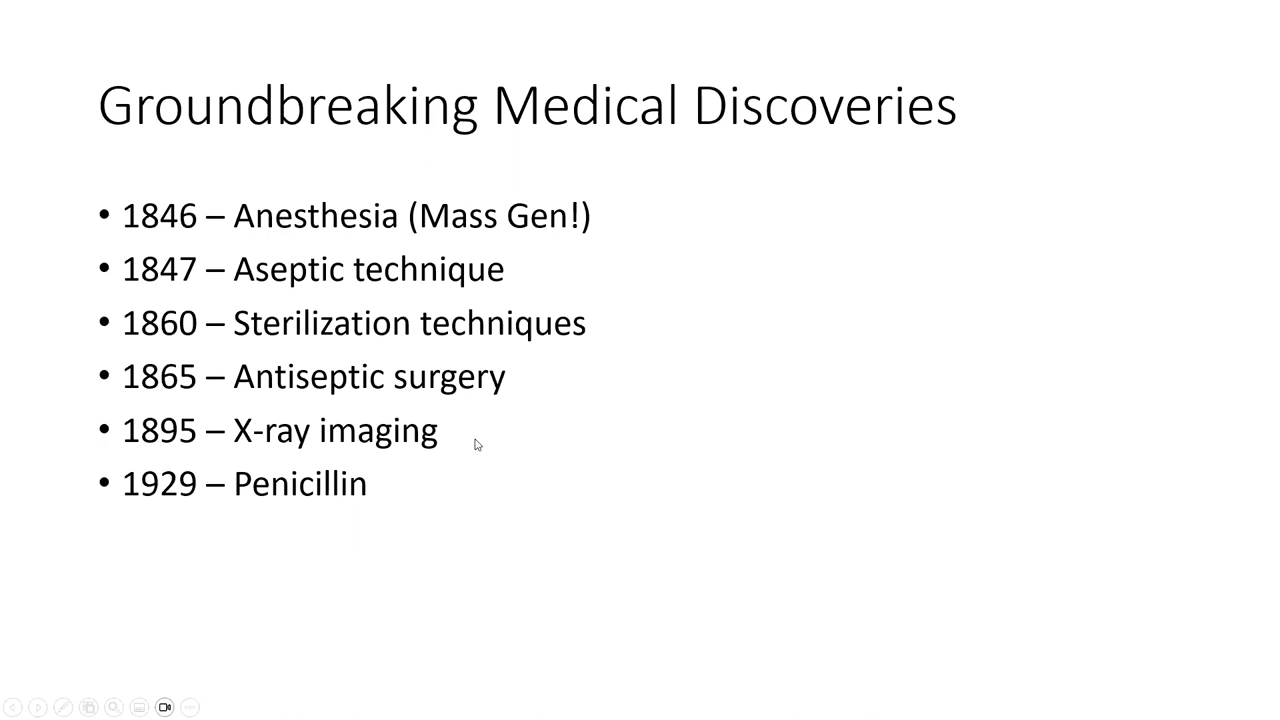 Groundbreaking Medical Discoveries
• 1846 – Anesthesia (Mass Gen!)
• 1847 – Aseptic technique
• 1860 – Sterilization techniques
• 1865 – Antiseptic surgery
• 1895 – X-ray imaging
• 1929 – Penicillin